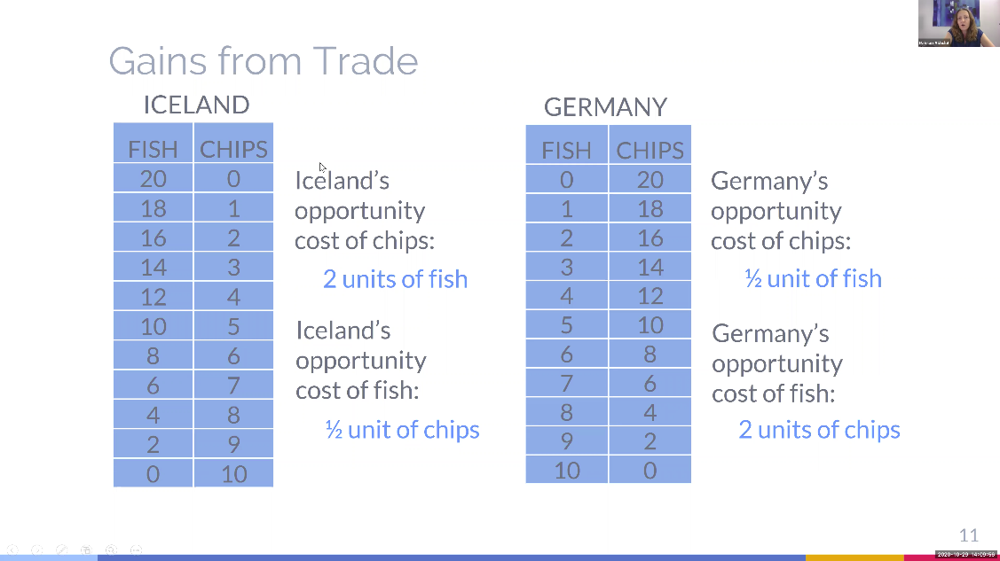 Gains from Trade
ICELAND
FISH CHIPS
20 0
18 1
16 2
14 3
12 4
10 5
8 6
6 7
4 8
2 9
0 10
Iceland's
opportunity
cost of chips:
2 units of fish
Iceland's
opportunity
cost of fish:
½ unit of chips
GERMANY
FISH CHIPS
0 20
1 18
2 16
3 14
4 12
5 10
6 8
7 6
8 4
9 2
10 0
Germany's
opportunity
cost of chips:
½ unit of fish
Germany's
opportunity
cost of fish:
2 units of chips
11
2020-10-29 14:09:56